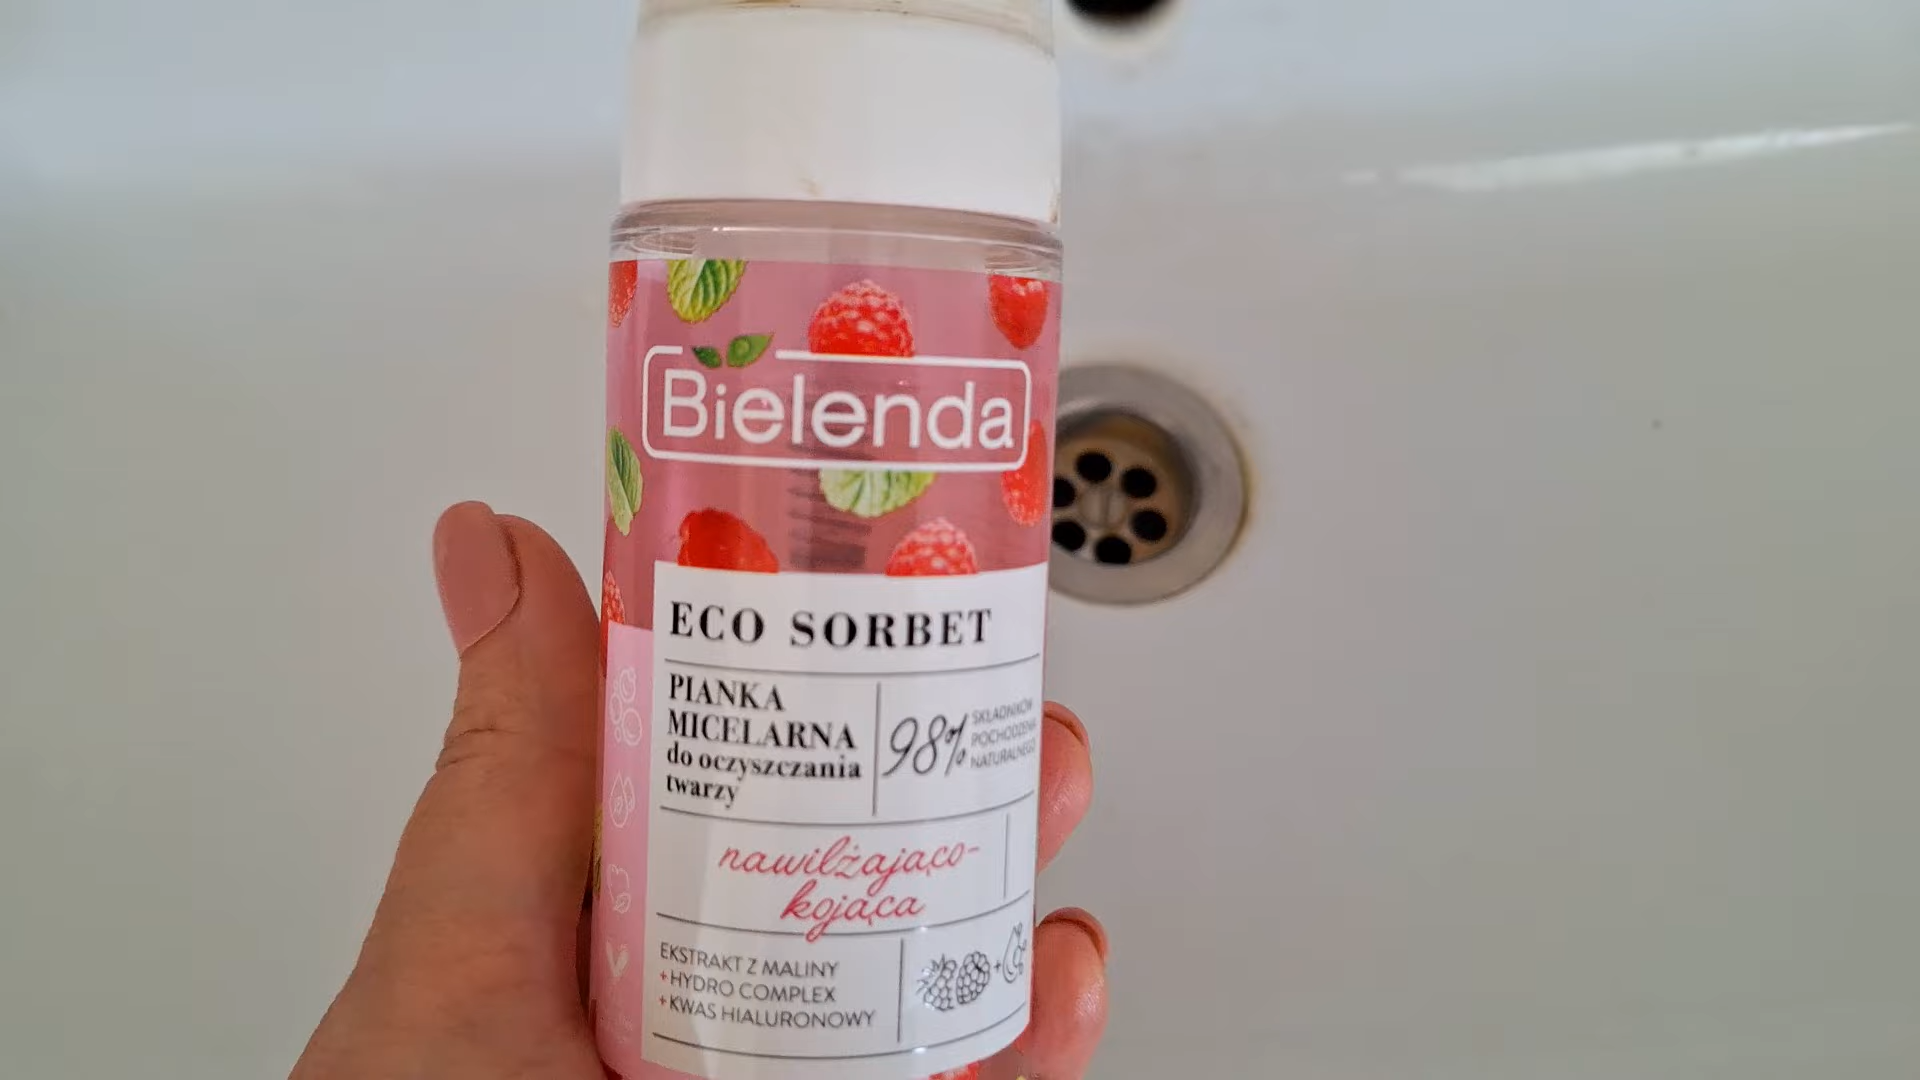 Bielenda
ECO SORBET
PIANKA
MICELARNA
do oczyszczania
twarzy
98%
SKŁADNIKÓW
POCHODZENIA
NATURALNEGO
nawilżająco-
kojąca
EKSTRAKT Z MALINY
+HYDRO COMPLEX
+KWAS HIALURONOWY
+